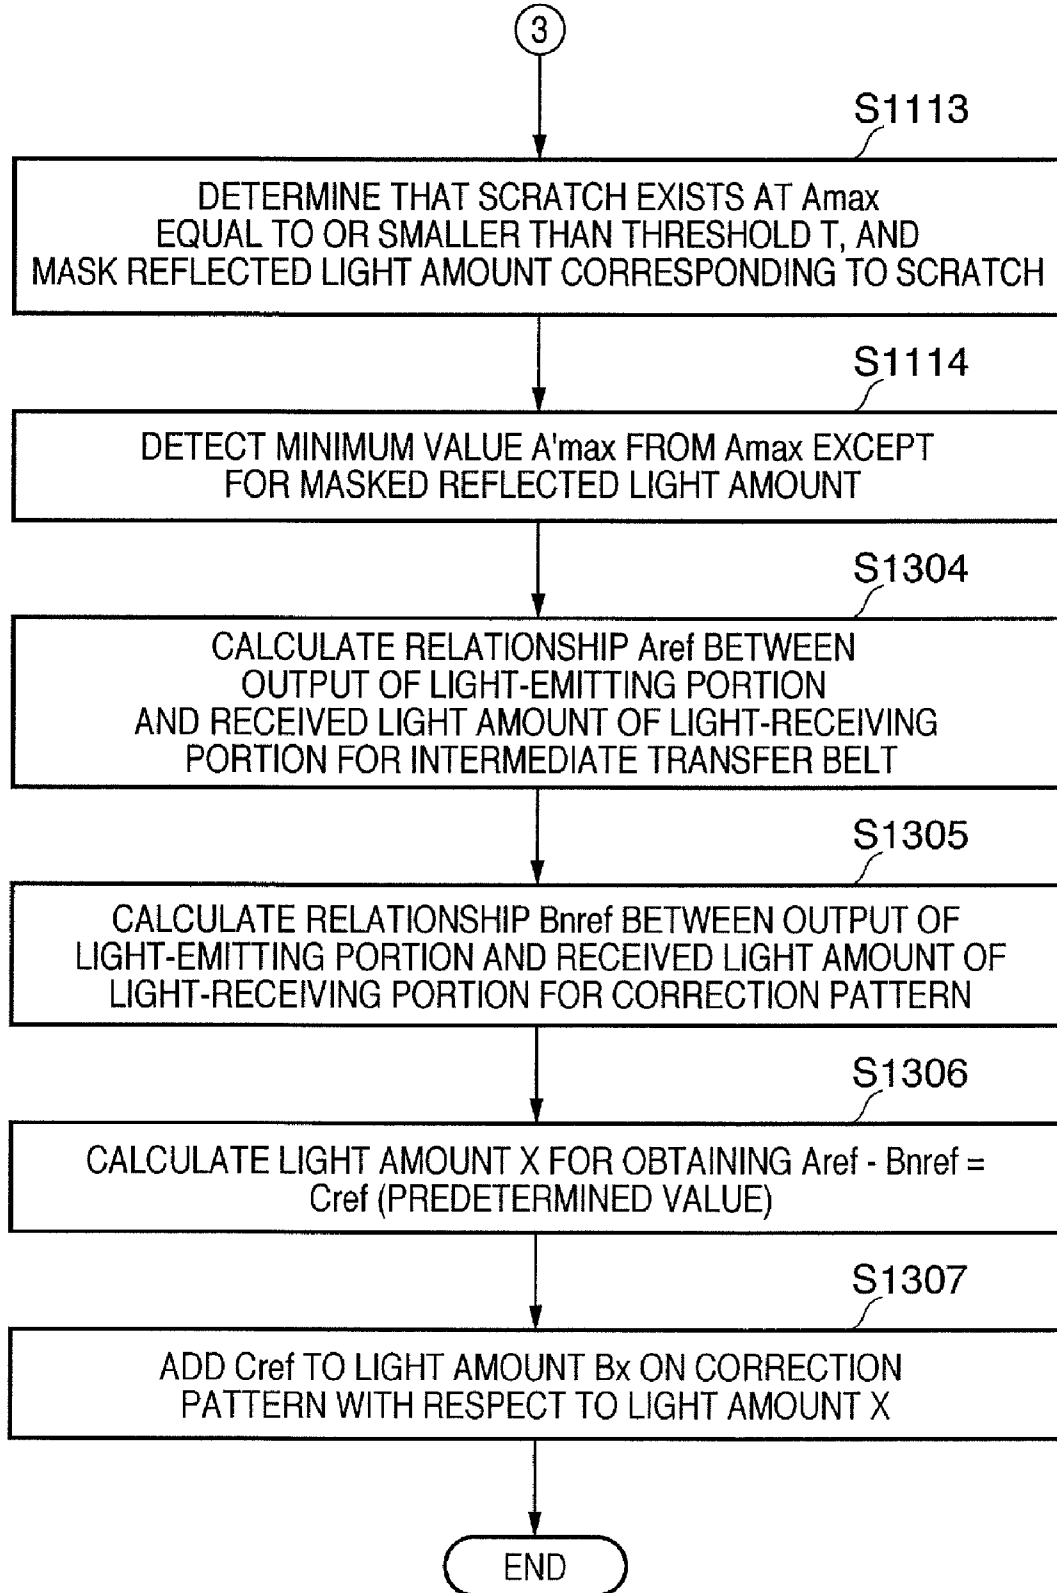 3
S1113
DETERMINE THAT SCRATCH EXISTS AT Amax
EQUAL TO OR SMALLER THAN THRESHOLD T, AND
MASK REFLECTED LIGHT AMOUNT CORRESPONDING TO SCRATCH
S1114
DETECT MINIMUM VALUE A'max FROM Amax EXCEPT
FOR MASKED REFLECTED LIGHT AMOUNT
S1304
CALCULATE RELATIONSHIP Aref BETWEEN
OUTPUT OF LIGHT-EMITTING PORTION
AND RECEIVED LIGHT AMOUNT OF LIGHT-RECEIVING
PORTION FOR INTERMEDIATE TRANSFER BELT
S1305
CALCULATE RELATIONSHIP Bnref BETWEEN OUTPUT OF
LIGHT-EMITTING PORTION AND RECEIVED LIGHT AMOUNT OF
LIGHT-RECEIVING PORTION FOR CORRECTION PATTERN
S1306
CALCULATE LIGHT AMOUNT X FOR OBTAINING Aref - Bnref =
Cref (PREDETERMINED VALUE)
S1307
ADD Cref TO LIGHT AMOUNT Bx ON CORRECTION
PATTERN WITH RESPECT TO LIGHT AMOUNT X
END